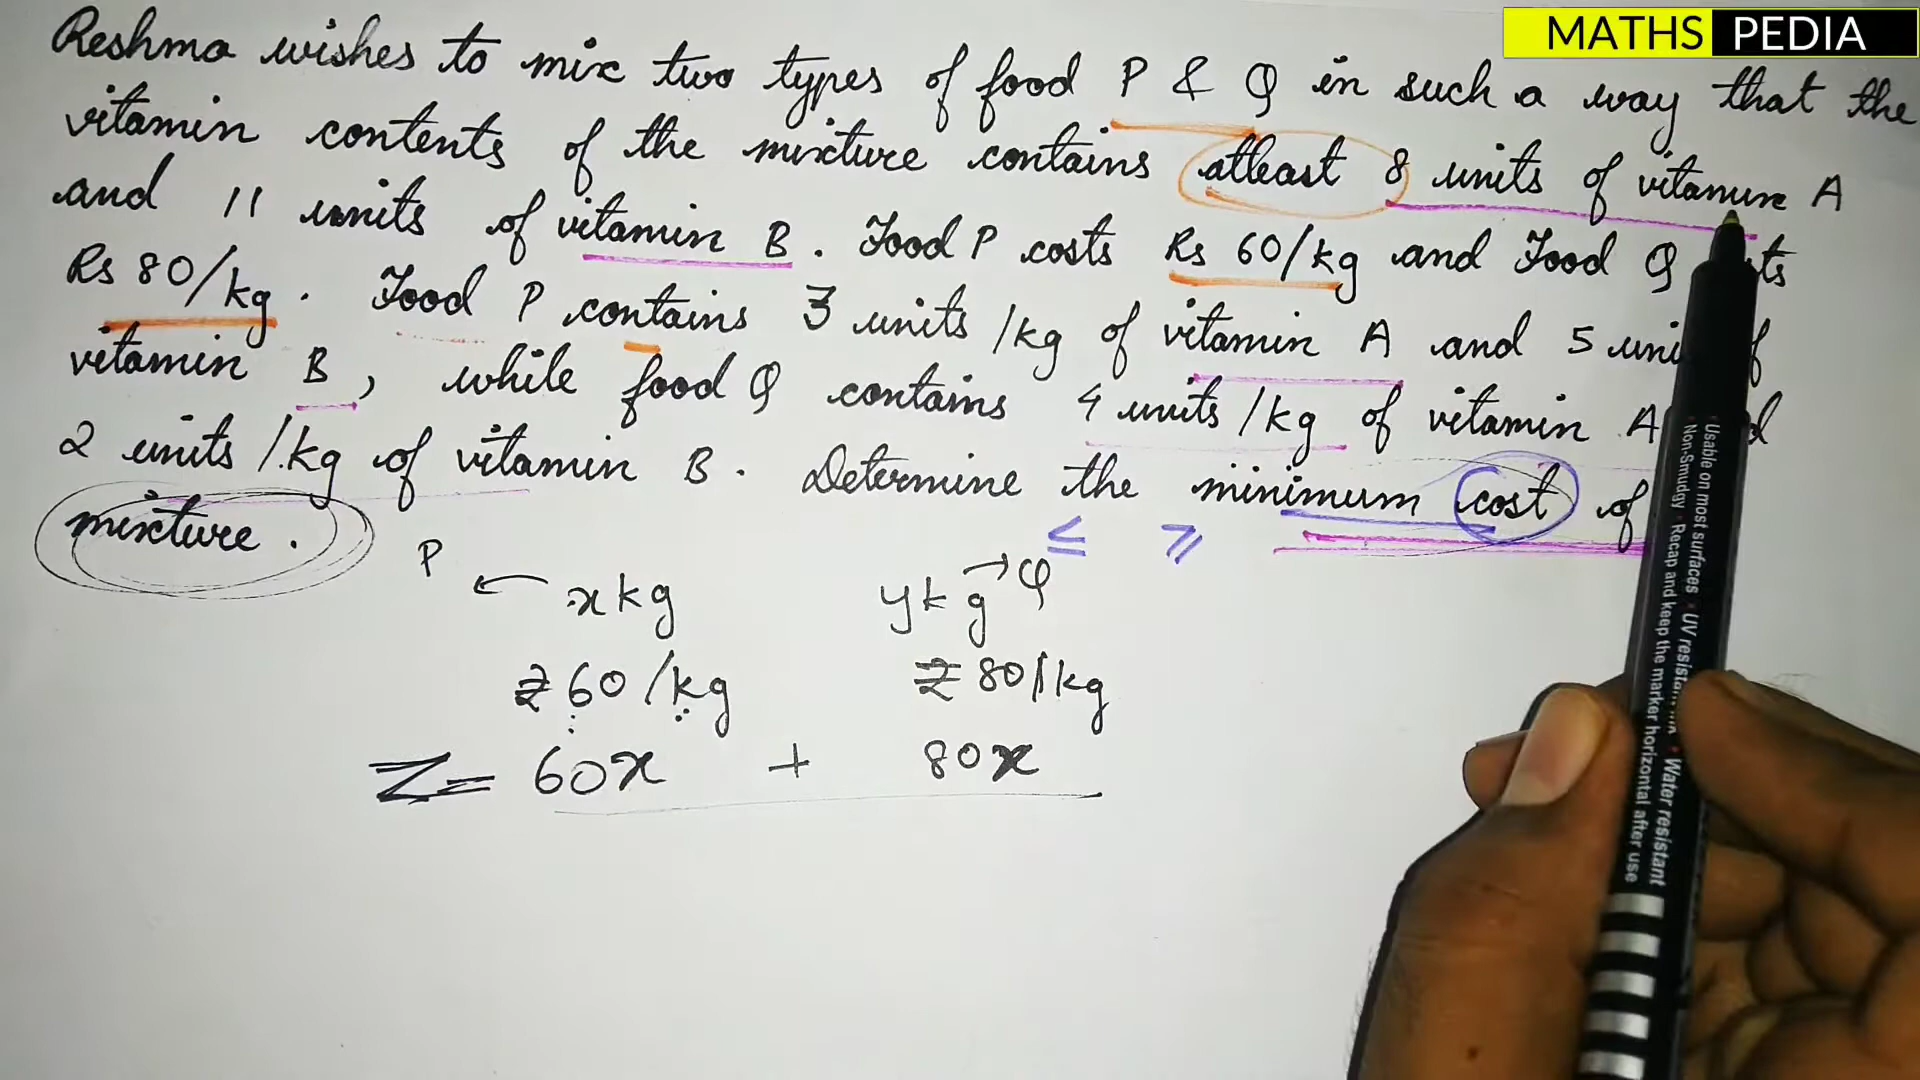 MATHS PEDIA
Reshma wishes to mix two types of food P & Q in such a way that the
vitamin contents of the mixture contains atleast 8 units of vitamin A
and 11 units of vitamin B. Food P costs Rs 60/kg and Food Q
Rs 80/kg. Food P contains 3 units /kg of vitamin A and 5
vitamin B, while food Q contains 4 units /kg of vitamin A
2 units /kg of vitamin B. Determine the minimum cost of
mixture.
≤ ≥
P ← x kg y kg → Q
₹ 60 /kg ₹ 80/kg
Z = 60x + 80x
Usable on most surfaces • UV resistant • Water resistant
Non-Smudgy • Recap and keep the marker horizontal after use